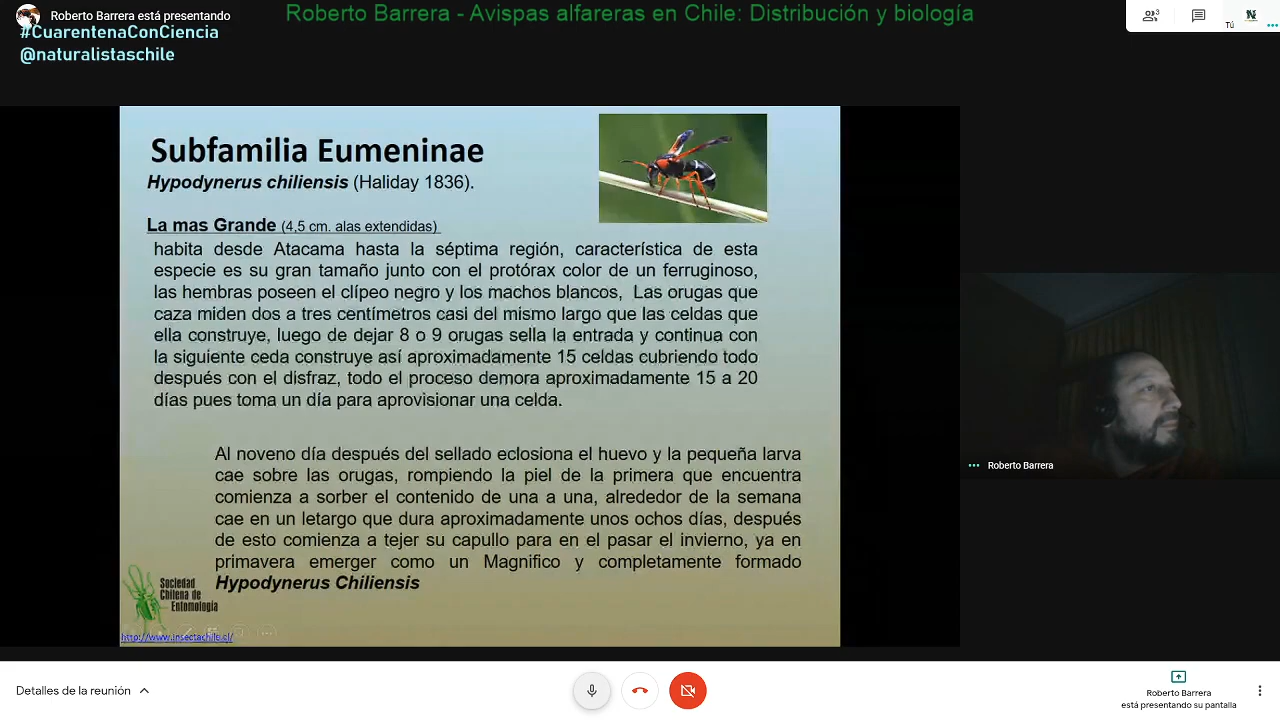 Roberto Barrera está presentando
Roberto Barrera - Avispas alfareras en Chile: Distribución y biología
#CuarentenaConCiencia
@naturalistaschile
3
Tú
Subfamilia Eumeninae
Hypodynerus chiliensis (Haliday 1836).
La mas Grande (4,5 cm. alas extendidas)
habita desde Atacama hasta la séptima región, característica de esta
especie es su gran tamaño junto con el protórax color de un ferruginoso,
las hembras poseen el clípeo negro y los machos blancos, Las orugas que
caza miden dos a tres centímetros casi del mismo largo que las celdas que
ella construye, luego de dejar 8 o 9 orugas sella la entrada y continua con
la siguiente ceda construye así aproximadamente 15 celdas cubriendo todo
después con el disfraz, todo el proceso demora aproximadamente 15 a 20
días pues toma un día para aprovisionar una celda.
Al noveno día después del sellado eclosiona el huevo y la pequeña larva
cae sobre las orugas, rompiendo la piel de la primera que encuentra
comienza a sorber el contenido de una a una, alrededor de la semana
cae en un letargo que dura aproximadamente unos ochos días, después
de esto comienza a tejer su capullo para en el pasar el invierno, ya en
primavera emerger como un Magnifico y completamente formado
Hypodynerus Chiliensis
Sociedad
Chilena de
Entomología
http://www.insectachile.cl/
Roberto Barrera
Detalles de la reunión
Roberto Barrera
está presentando su pantalla